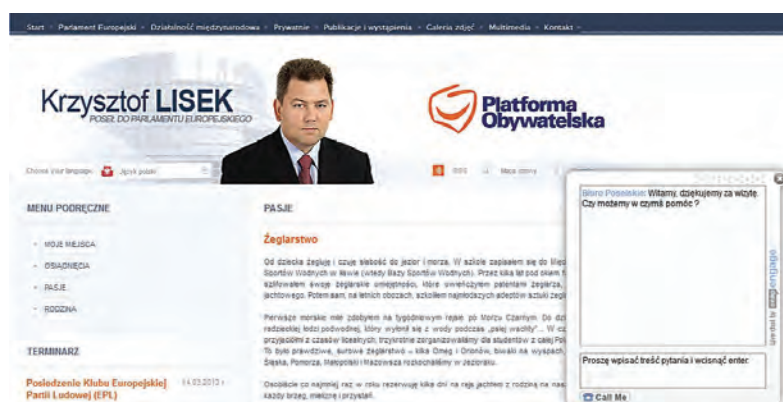 Start Parlament Europejski Działalność międzynarodowa Prywatnie Publikacje i wystąpienia Galeria zdjęć Multimedia Kontakt
Krzysztof LISEK
POSEŁ DO PARLAMENTU EUROPEJSKIEGO
Platforma
Obywatelska
Choose your language: Język polski
RSS Mapa strony
MENU PODRĘCZNE
MOJE MIEJSCA
OSIĄGNIĘCIA
PASJE
RODZINA
TERMINARZ
Posiedzenie Klubu Europejskiej 14.03.2012 r.
Partii Ludowej (EPL)
PASJE
Żeglarstwo
Od dziecka żegluję i czuję słabość do jezior i morza. W szkole zapisałem się do
Sportów Wodnych w Iławie (wtedy Bazy Sportów Wodnych). Przez kilka lat pod okiem
szlifowałem swoje żeglarskie umiejętności, które uwieńczyłem patentami żeglarza,
jachtowego. Potem sam, na letnich obozach, szkoliłem najmłodszych adeptów sztuki
Pierwsze morskie mile zdobyłem na tygodniowym rejsie po Morzu Czarnym. Do
radzieckiej łodzi podwodnej, który wyłonił się z wody podczas „psiej wachty”... W
przyjaciółmi z czasów licealnych, trzykrotnie zorganizowaliśmy dla studentów z całej
To było prawdziwe, surowe żeglarstwo – kilka Omeg i Orionów, biwaki na wyspach,
Śląska, Pomorza, Małopolski i Mazowsza rozkochaliśmy w Jezioraku.
Osobiście co najmniej raz w roku rezerwuję kilka dni na rejs jachtem z rodziną na
każdy brzeg, mieliznę i przystań.
Biuro Poselskie: Witamy, dziękujemy za wizytę.
Czy możemy w czymś pomóc ?
Proszę wpisać treść pytania i wcisnąć enter.
Call Me
engage